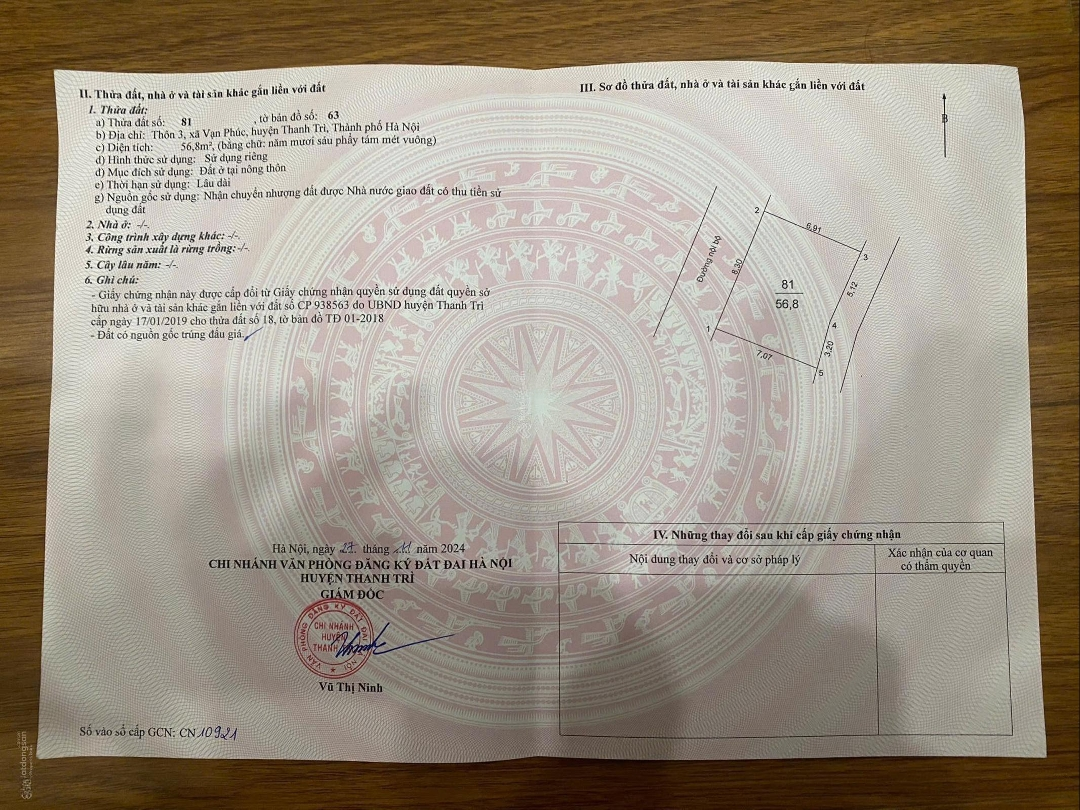 II. Thửa đất, nhà ở và tài sản khác gắn liền với đất
1. Thửa đất:
a) Thửa đất số: 81 , tờ bản đồ số: 63
b) Địa chỉ: Thôn 3, xã Vạn Phúc, huyện Thanh Trì, Thành phố Hà Nội
c) Diện tích: 56,8m², (bằng chữ: năm mươi sáu phẩy tám mét vuông)
d) Hình thức sử dụng: Sử dụng riêng
đ) Mục đích sử dụng: Đất ở tại nông thôn
e) Thời hạn sử dụng: Lâu dài
g) Nguồn gốc sử dụng: Nhận chuyển nhượng đất được Nhà nước giao đất có thu tiền sử
dụng đất
2. Nhà ở: -/-
3. Công trình xây dựng khác: -/-
4. Rừng sản xuất là rừng trồng:-/-
5. Cây lâu năm: -/-
6. Ghi chú:
- Giấy chứng nhận này được cấp đổi từ Giấy chứng nhận quyền sử dụng đất quyền sở
hữu nhà ở và tài sản khác gắn liền với đất số CP 938563 do UBND huyện Thanh Trì
cấp ngày 17/01/2019 cho thửa đất số 18, tờ bản đồ TĐ 01-2018
- Đất có nguồn gốc trúng đấu giá.
Hà Nội, ngày 27 tháng 11 năm 2024
CHI NHÁNH VĂN PHÒNG ĐĂNG KÝ ĐẤT ĐAI HÀ NỘI
HUYỆN THANH TRÌ
GIÁM ĐỐC
VĂN PHÒNG ĐĂNG KÝ ĐẤT ĐAI
CHI NHÁNH
HUYỆN
THANH
NỘI
Vũ Thị Ninh
Số vào sổ cấp GCN: CN 10921
III. Sơ đồ thửa đất, nhà ở và tài sản khác gắn liền với đất
B
2
6,91
3
Đường nội bộ
8,30
81
56,8
5,12
1
4
7,07
3,20
5
IV. Những thay đổi sau khi cấp giấy chứng nhận
Nội dung thay đổi và cơ sở pháp lý
Xác nhận của cơ quan
có thẩm quyền